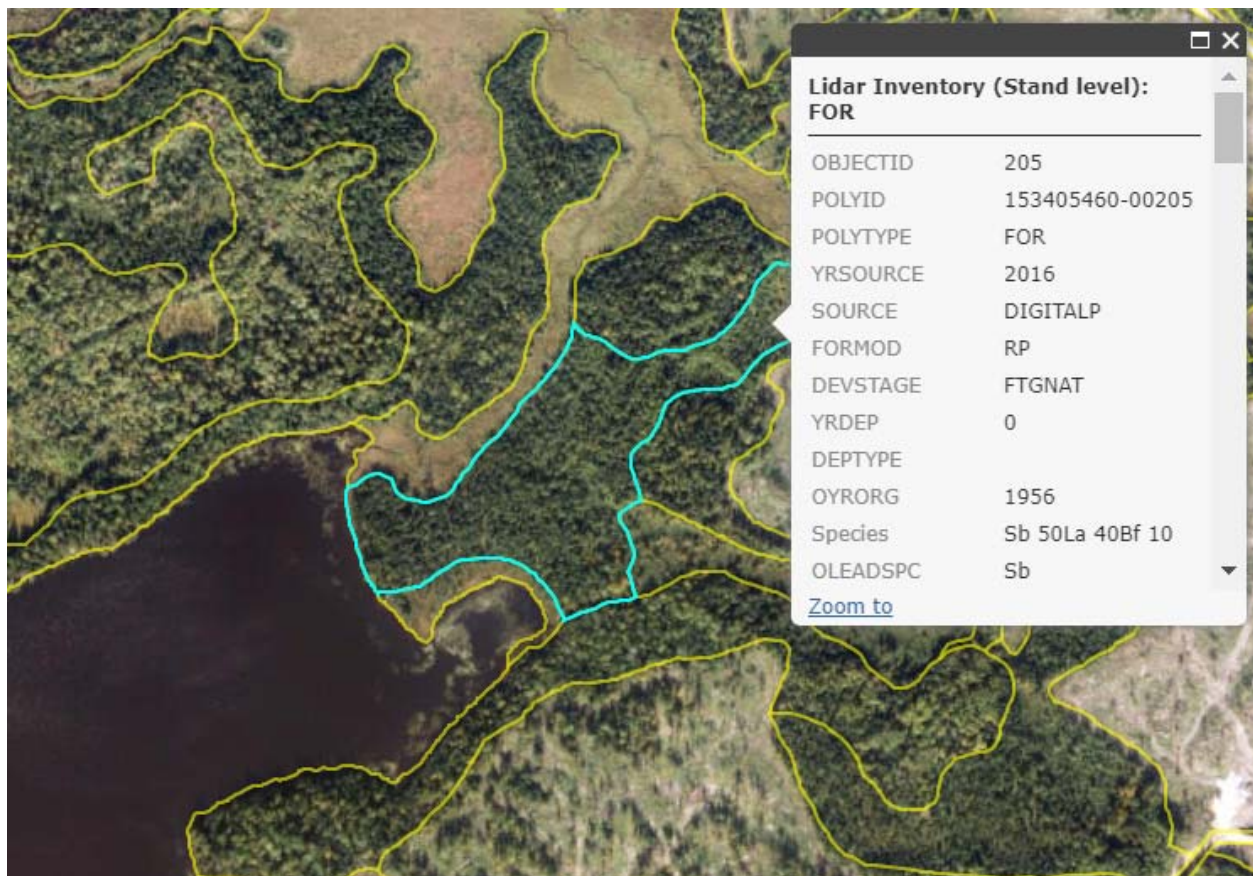 Lidar Inventory (Stand level):
FOR
OBJECTID 205
POLYID 153405460-00205
POLYTYPE FOR
YRSOURCE 2016
SOURCE DIGITALP
FORMOD RP
DEVSTAGE FTGNAT
YRDEP 0
DEPTYPE
OYRORG 1956
Species Sb 50La 40Bf 10
OLEADSPC Sb
Zoom to